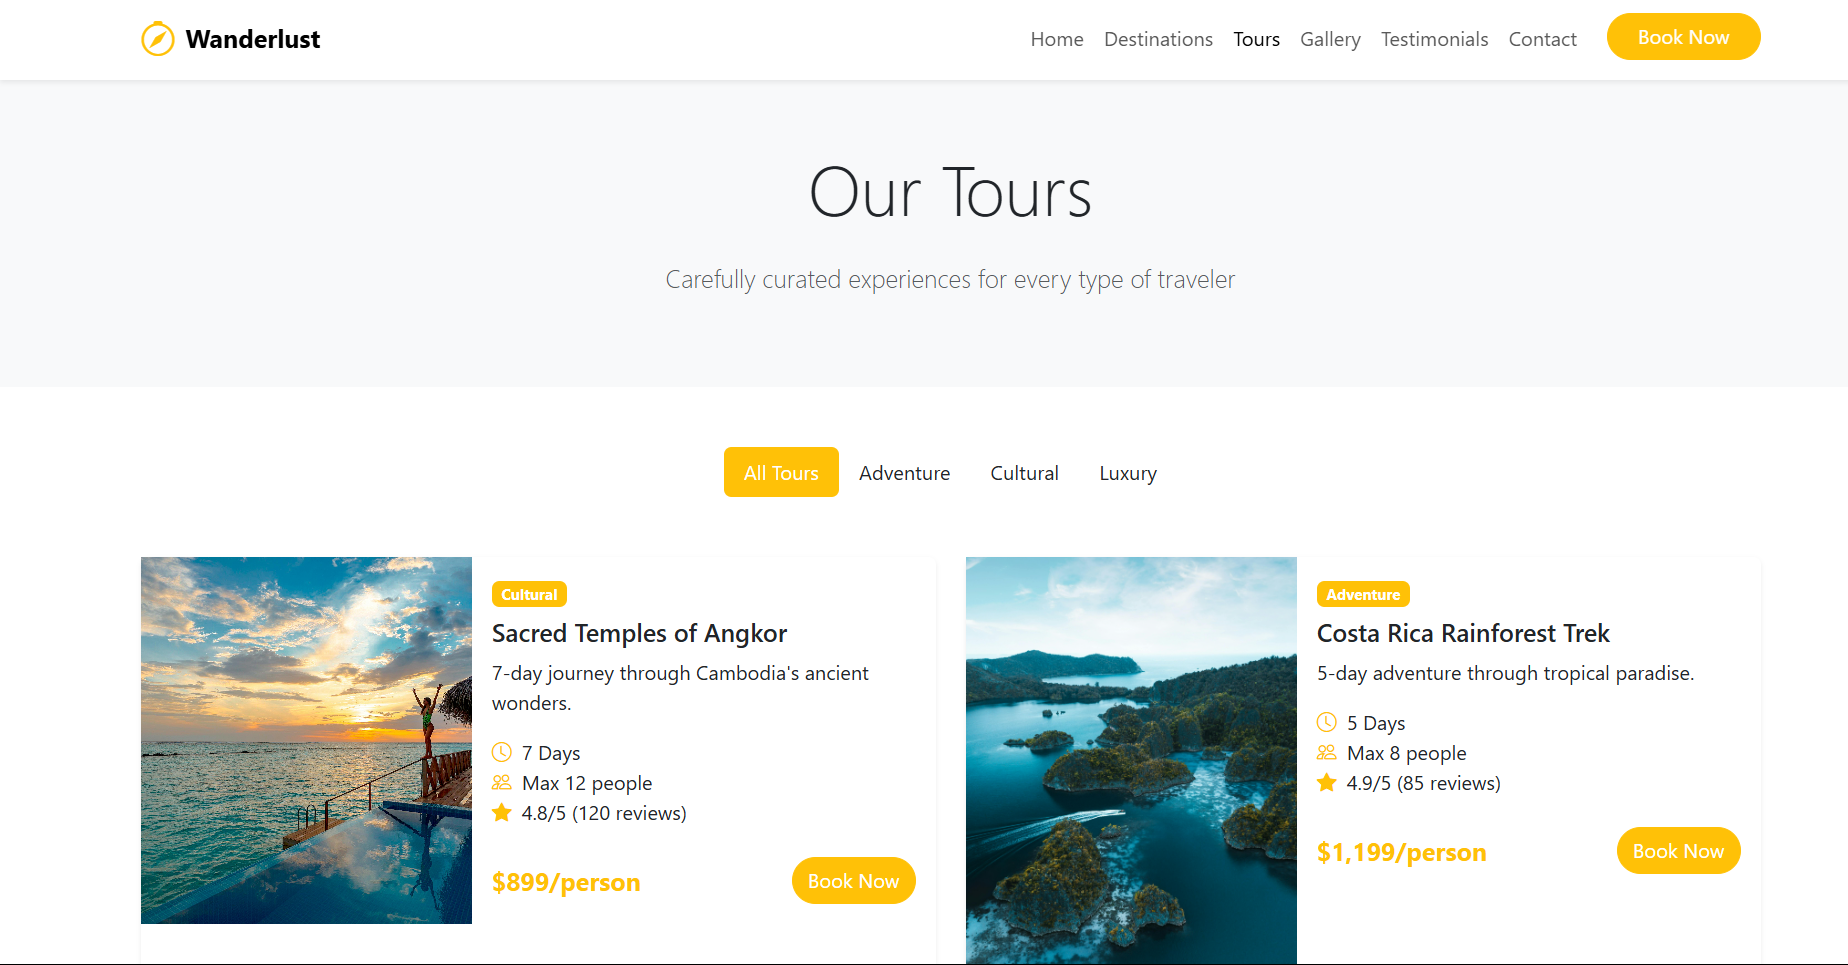 Wanderlust
Home Destinations Tours Gallery Testimonials Contact Book Now
Our Tours
Carefully curated experiences for every type of traveler
All Tours Adventure Cultural Luxury
Cultural
Sacred Temples of Angkor
7-day journey through Cambodia's ancient
wonders.
7 Days
Max 12 people
4.8/5 (120 reviews)
$899/person
Book Now
Adventure
Costa Rica Rainforest Trek
5-day adventure through tropical paradise.
5 Days
Max 8 people
4.9/5 (85 reviews)
$1,199/person
Book Now